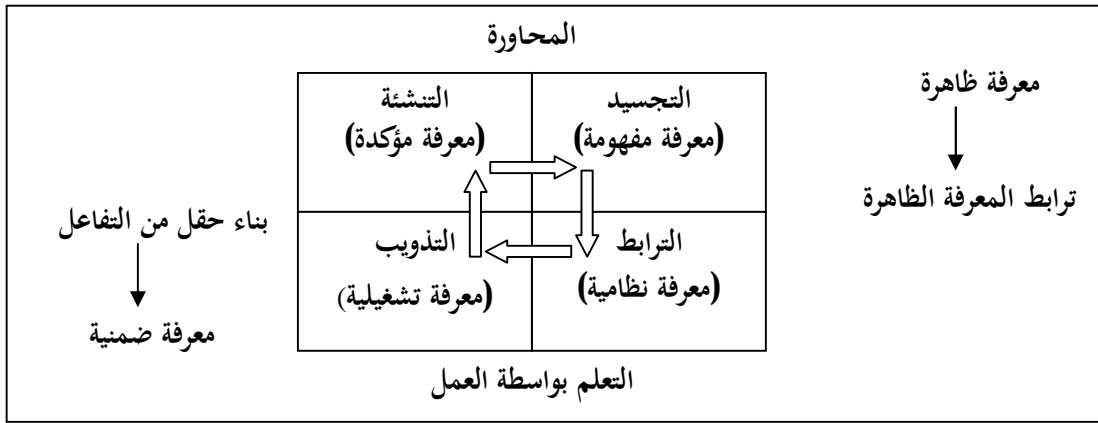 المحاورة
معرفة ظاهرة
ترابط المعرفة الظاهرة
التجسيد
(معرفة مفهومة)
التنشئة
(معرفة مؤكدة)
الترابط
(معرفة نظامية)
التذويب
(معرفة تشغيلية)
بناء حقل من التفاعل
معرفة ضمنية
التعلم بواسطة العمل